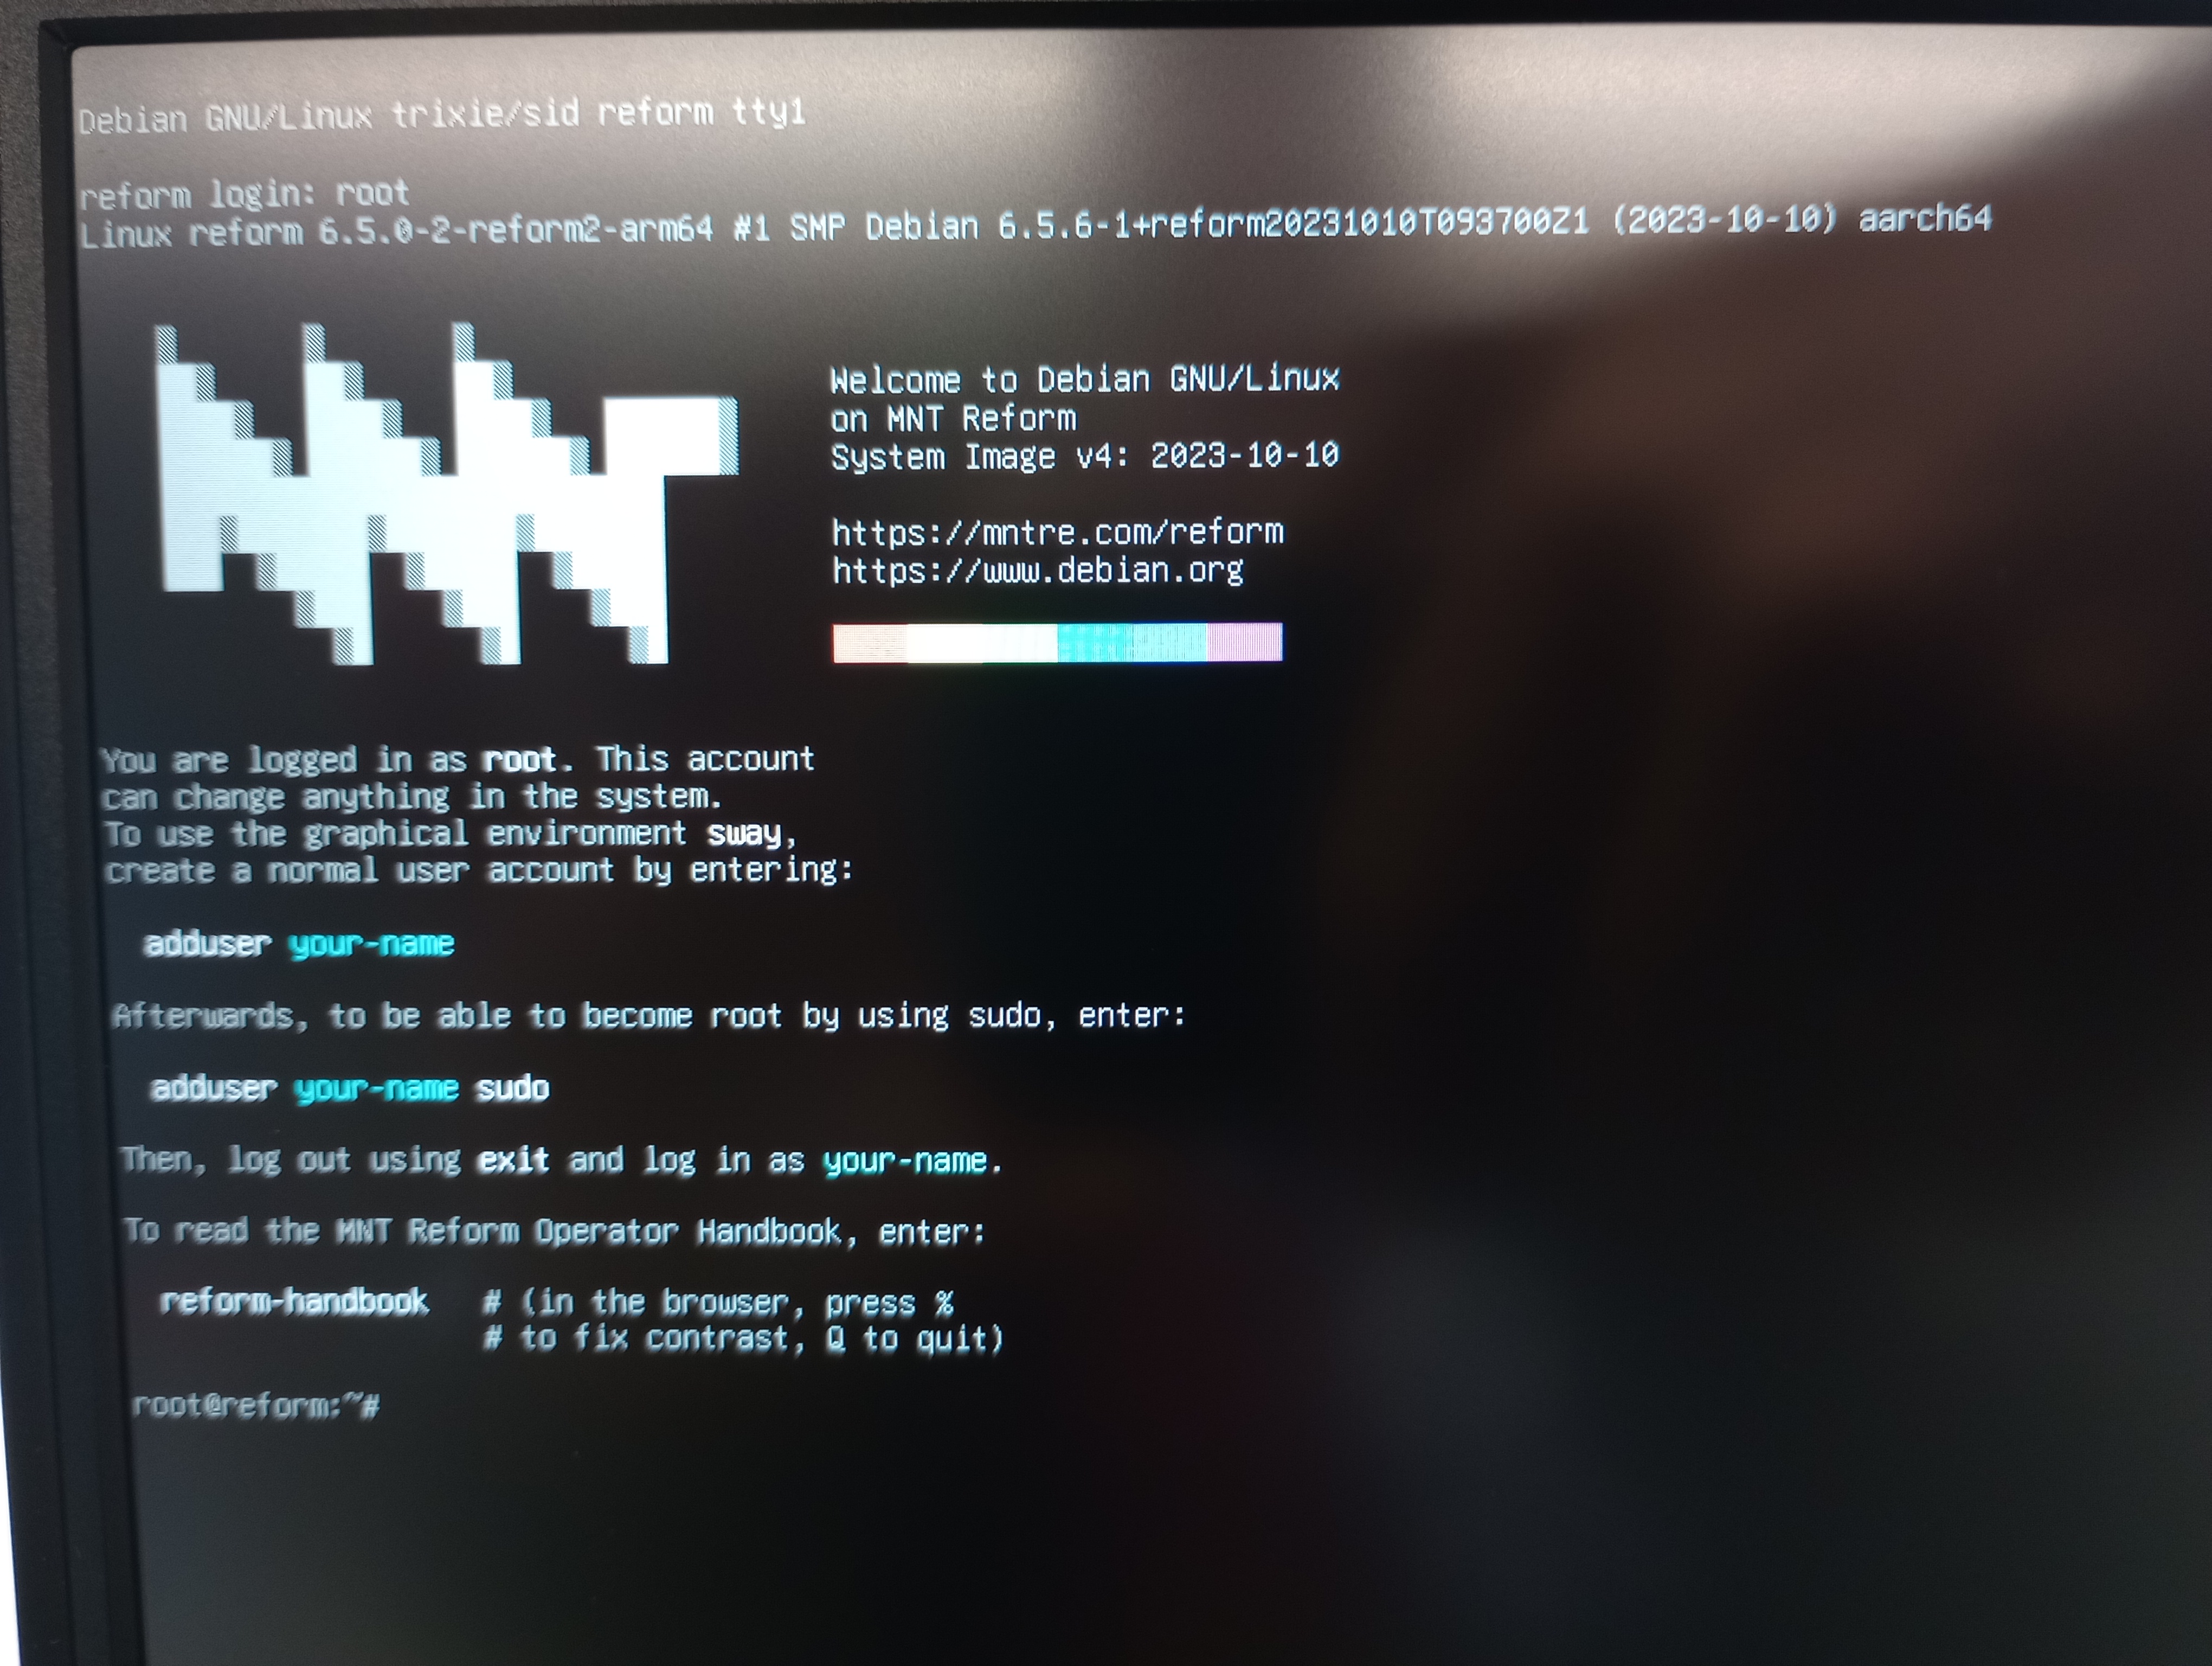 Debian GNU/Linux trixie/sid reform tty1
reform login: root
Linux reform 6.5.0-2-reform2-arm64 #1 SMP Debian 6.5.6-1+reform20231010T093700Z1 (2023-10-10) aarch64
Welcome to Debian GNU/Linux
on MNT Reform
System Image v4: 2023-10-10
https://mntre.com/reform
https://www.debian.org
You are logged in as root. This account
can change anything in the system.
To use the graphical environment sway,
create a normal user account by entering:
adduser your-name
Afterwards, to be able to become root by using sudo, enter:
adduser your-name sudo
Then, log out using exit and log in as your-name.
To read the MNT Reform Operator Handbook, enter:
reform-handbook # (in the browser, press %
# to fix contrast, Q to quit)
root@reform:~#